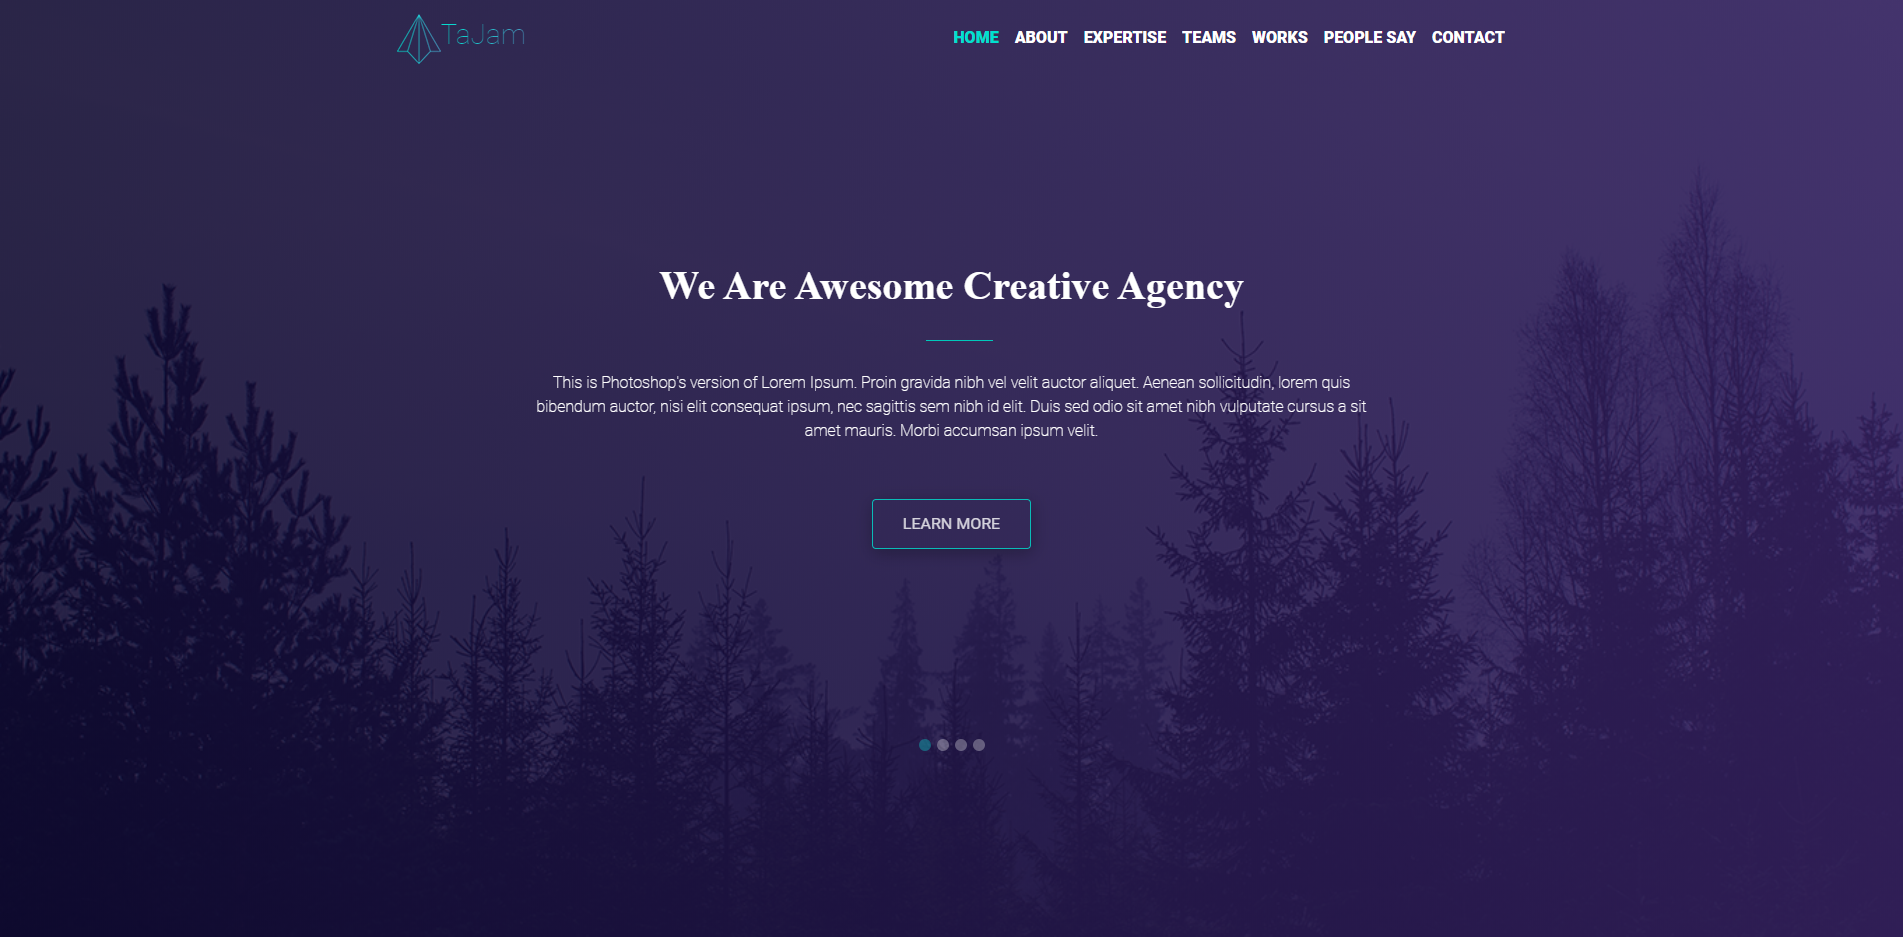 TaJam
HOME ABOUT EXPERTISE TEAMS WORKS PEOPLE SAY CONTACT
We Are Awesome Creative Agency
This is Photoshop's version of Lorem Ipsum. Proin gravida nibh vel velit auctor aliquet. Aenean sollicitudin, lorem quis
bibendum auctor, nisi elit consequat ipsum, nec sagittis sem nibh id elit. Duis sed odio sit amet nibh vulputate cursus a sit
amet mauris. Morbi accumsan ipsum velit.
LEARN MORE